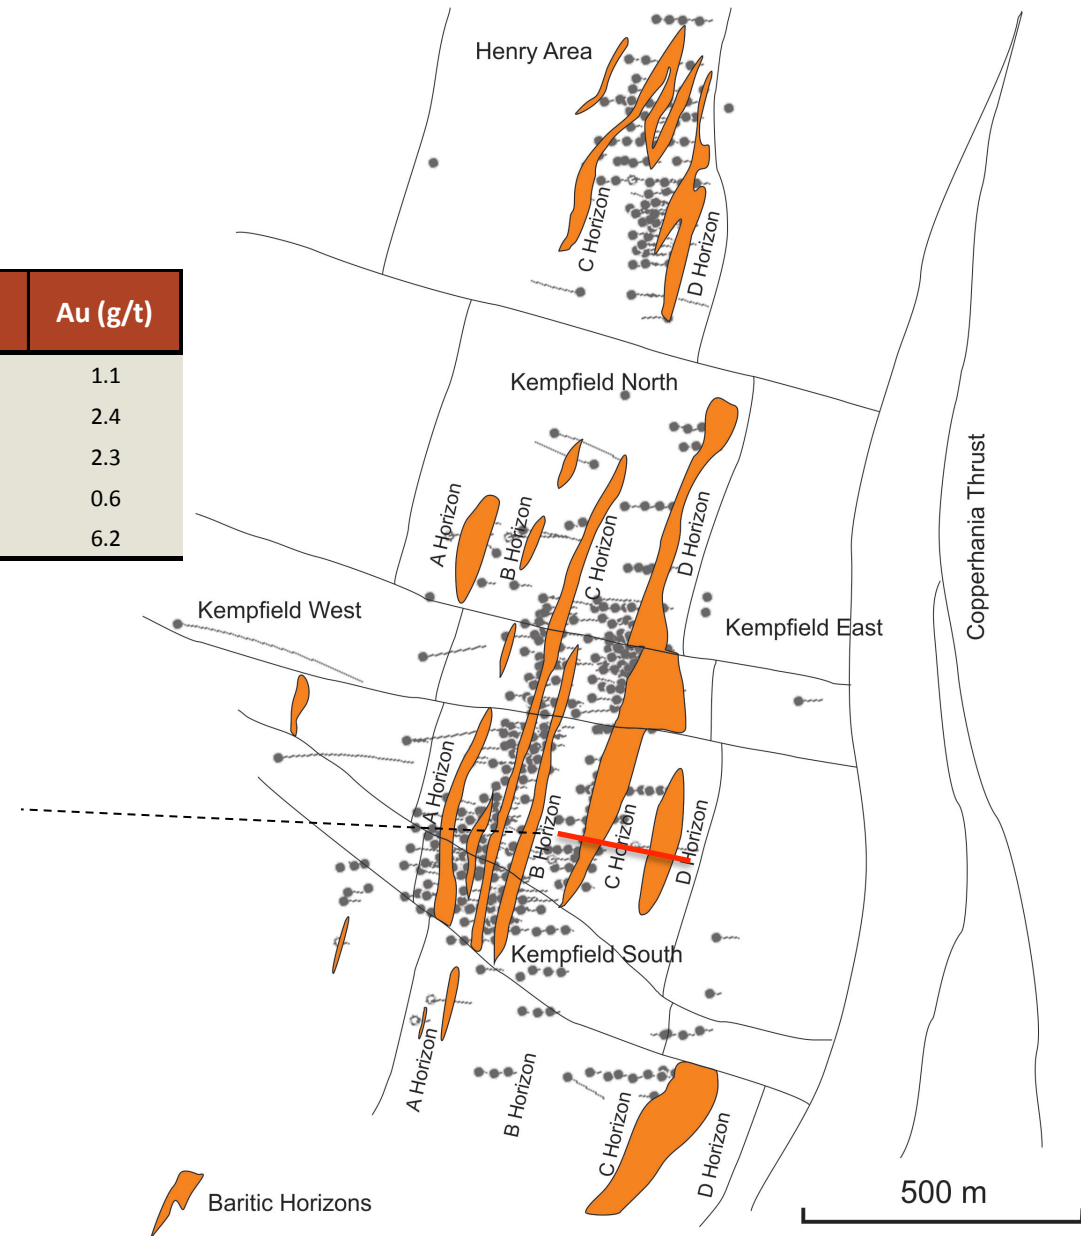 Henry Area
C Horizon
D Horizon
Au (g/t)
1.1
2.4
2.3
0.6
6.2
Kempfield North
A Horizon
B Horizon
C Horizon
D Horizon
Copperhania Thrust
Kempfield West
Kempfield East
A Horizon
B Horizon
C Horizon
D Horizon
Kempfield South
A Horizon
B Horizon
C Horizon
D Horizon
Baritic Horizons
500 m